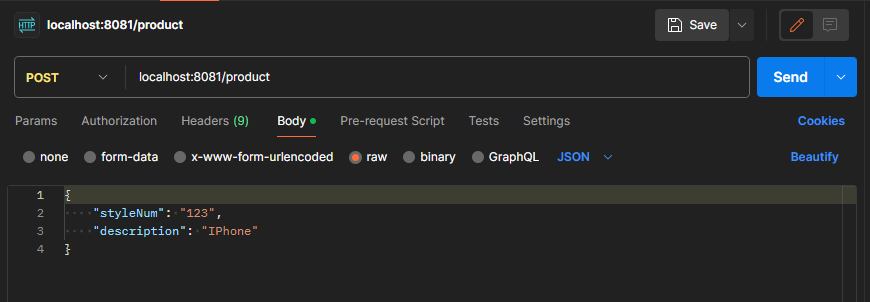 HTTP localhost:8081/product Save
POST localhost:8081/product Send
Params Authorization Headers (9) Body Pre-request Script Tests Settings Cookies
none form-data x-www-form-urlencoded raw binary GraphQL JSON Beautify
1 {
2 "styleNum": "123",
3 "description": "IPhone"
4 }